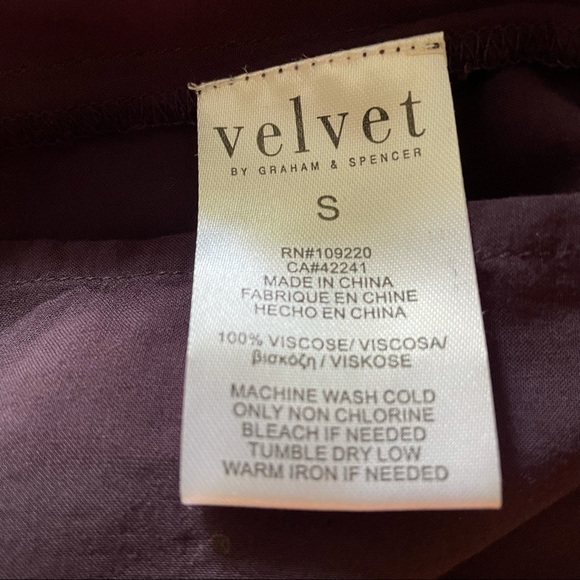 velvet
BY GRAHAM & SPENCER
S
RN#109220
CA#42241
MADE IN CHINA
FABRIQUE EN CHINE
HECHO EN CHINA
100% VISCOSE/ VISCOSA/
βισκόζη / VISKOSE
MACHINE WASH COLD
ONLY NON CHLORINE
BLEACH IF NEEDED
TUMBLE DRY LOW
WARM IRON IF NEEDED